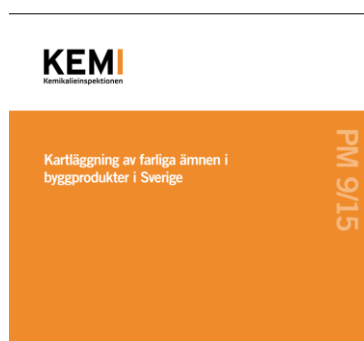 KEMI
Kemikalieinspektionen
Kartläggning av farliga ämnen i
byggprodukter i Sverige
PM 9/15